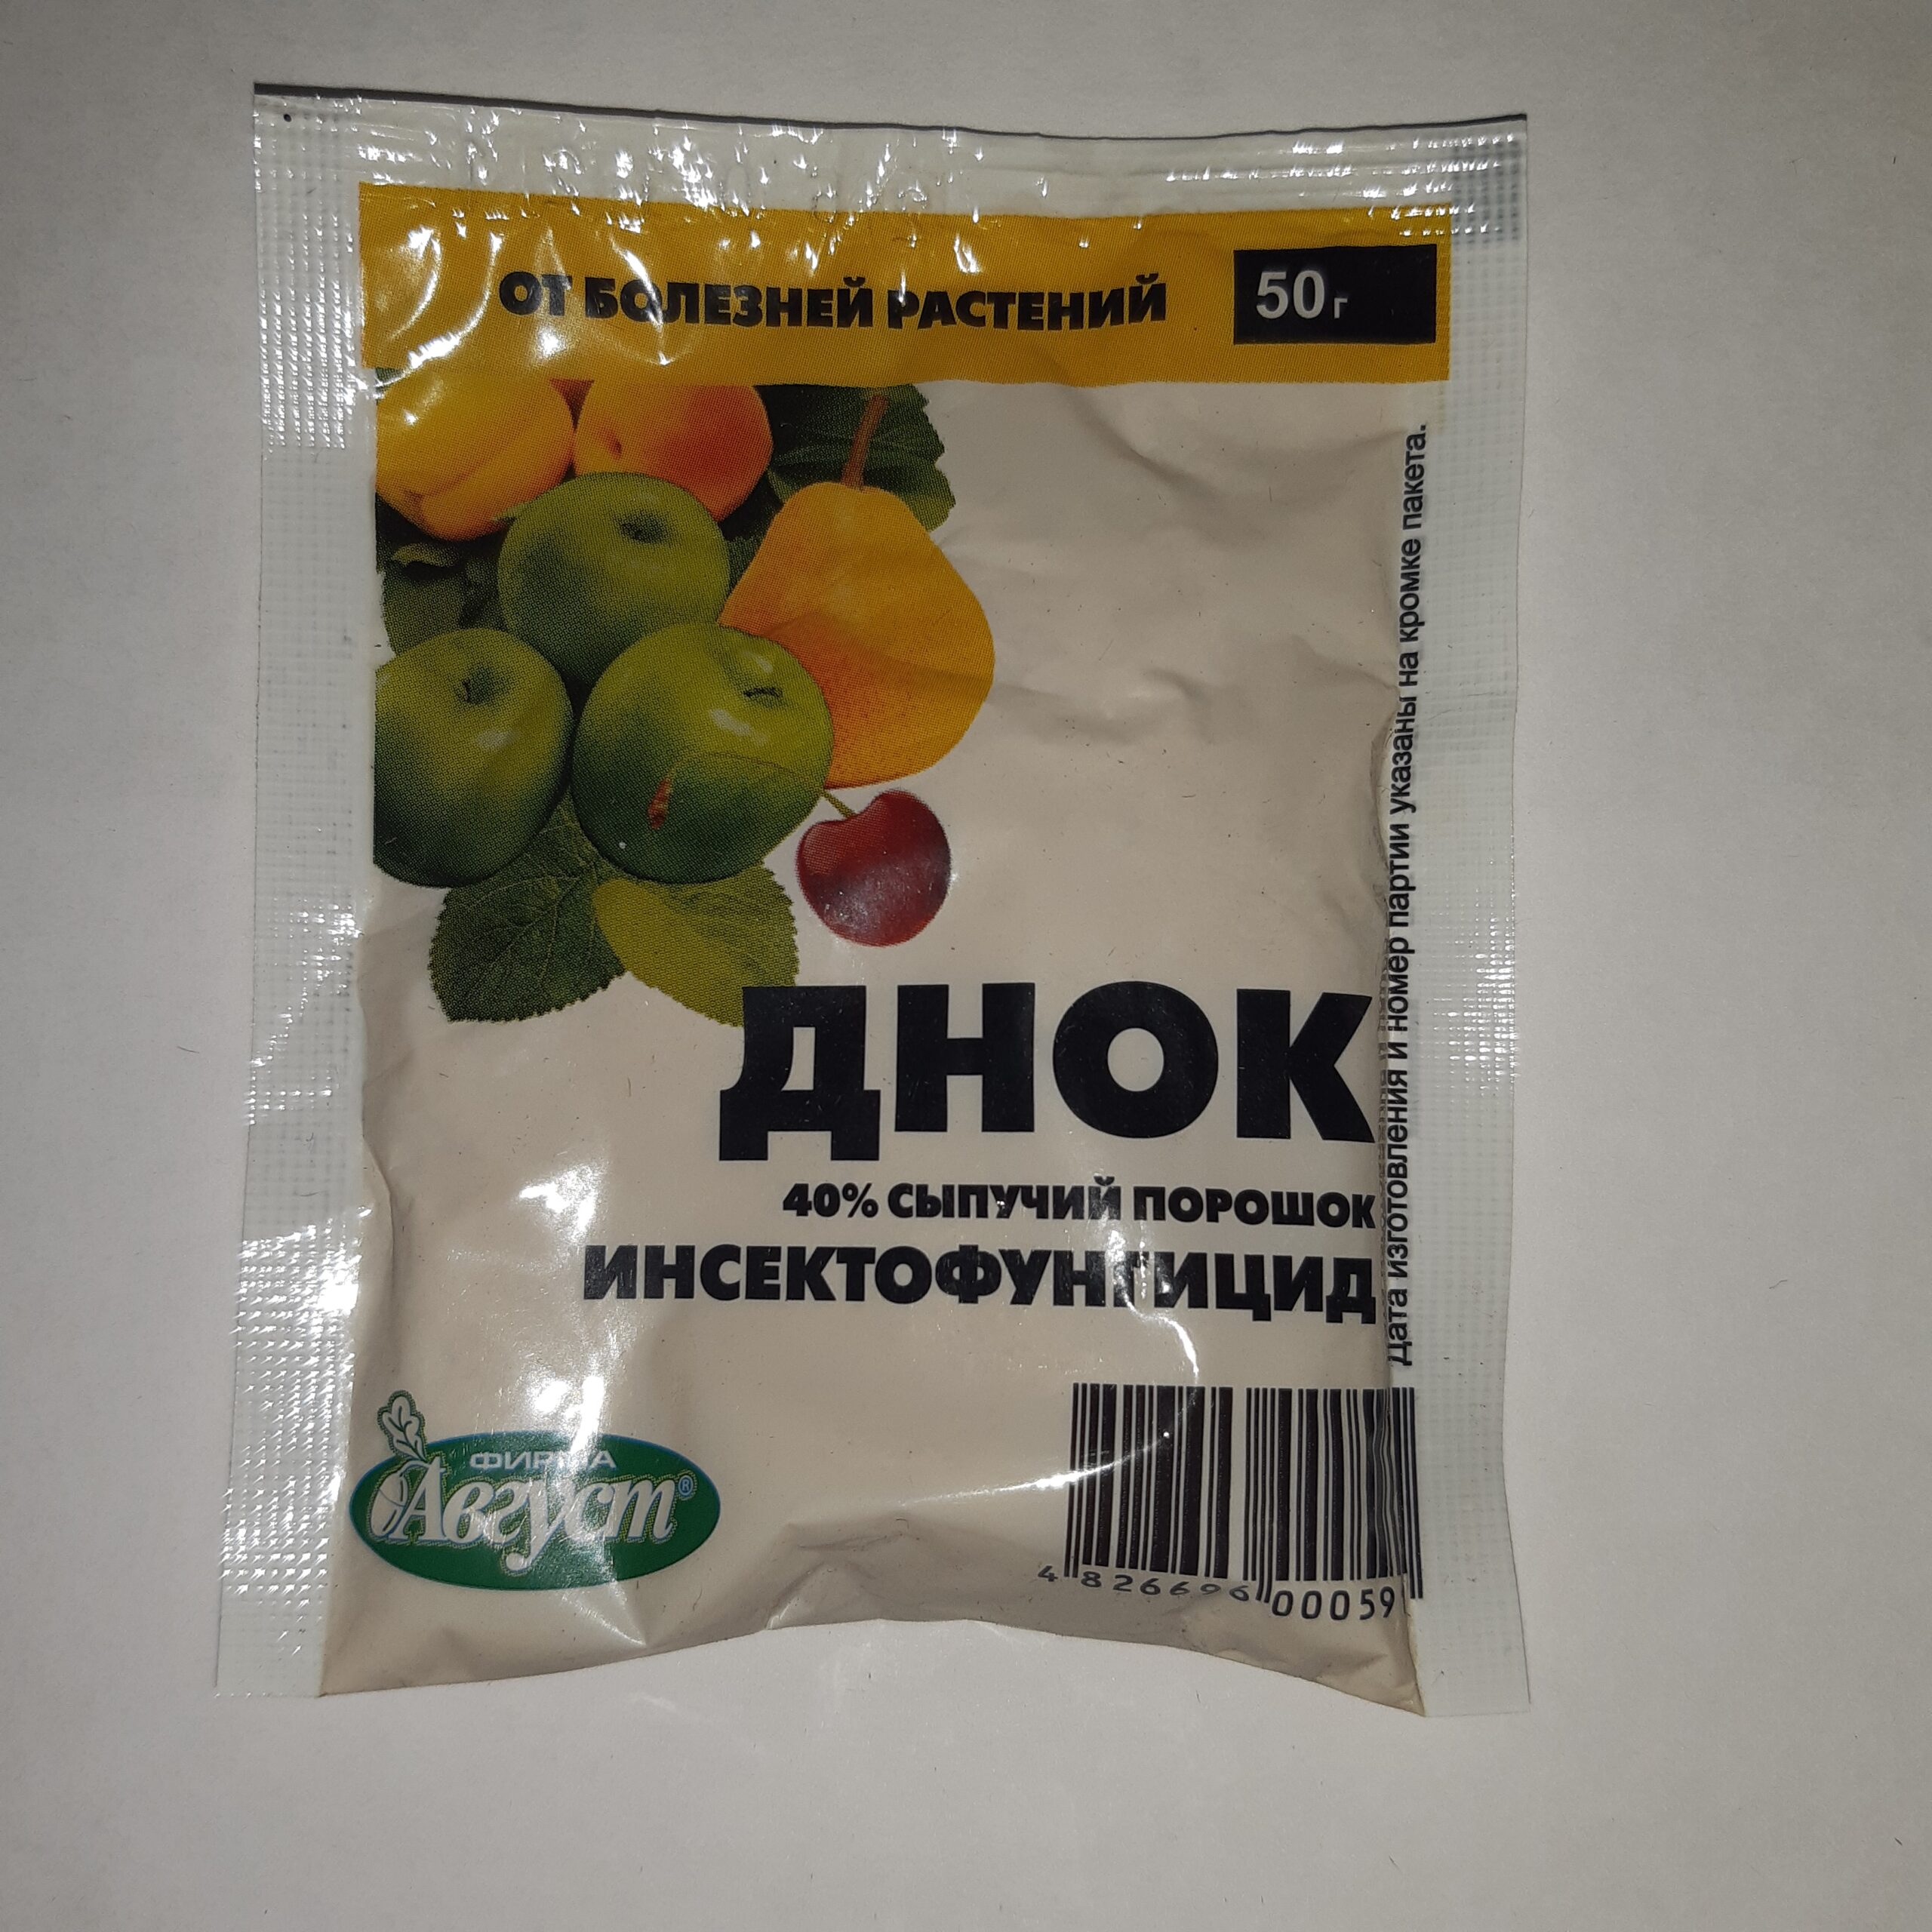 ОТ БОЛЕЗНЕЙ РАСТЕНИЙ
50 г
Дата изготовления и номер партии указаны на кромке пакета.
ДНОК
40% СЫПУЧИЙ ПОРОШОК
ИНСЕКТОФУНГИЦИД
ФИРМА
Август®
4 826696 00059